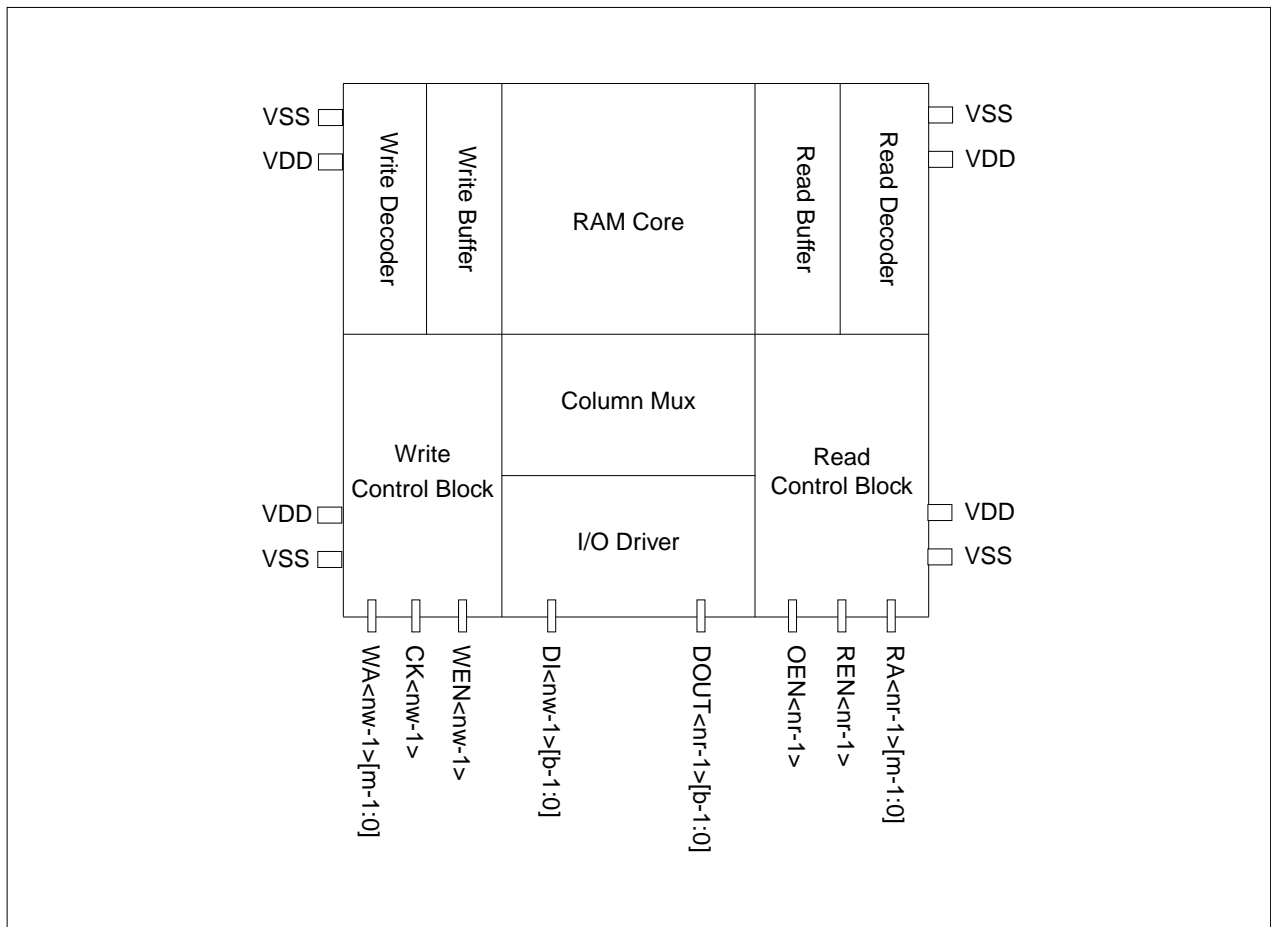 VSS
VDD
Write Decoder
Write Buffer
RAM Core
Read Buffer
Read Decoder
VSS
VDD
Write
Control Block
Column Mux
I/O Driver
Read
Control Block
VDD
VSS
VDD
VSS
WA<nw-1>[m-1:0]
CK<nw-1>
WEN<nw-1>
DI<nw-1>[b-1:0]
DOUT<nr-1>[b-1:0]
OEN<nr-1>
REN<nr-1>
RA<nr-1>[m-1:0]